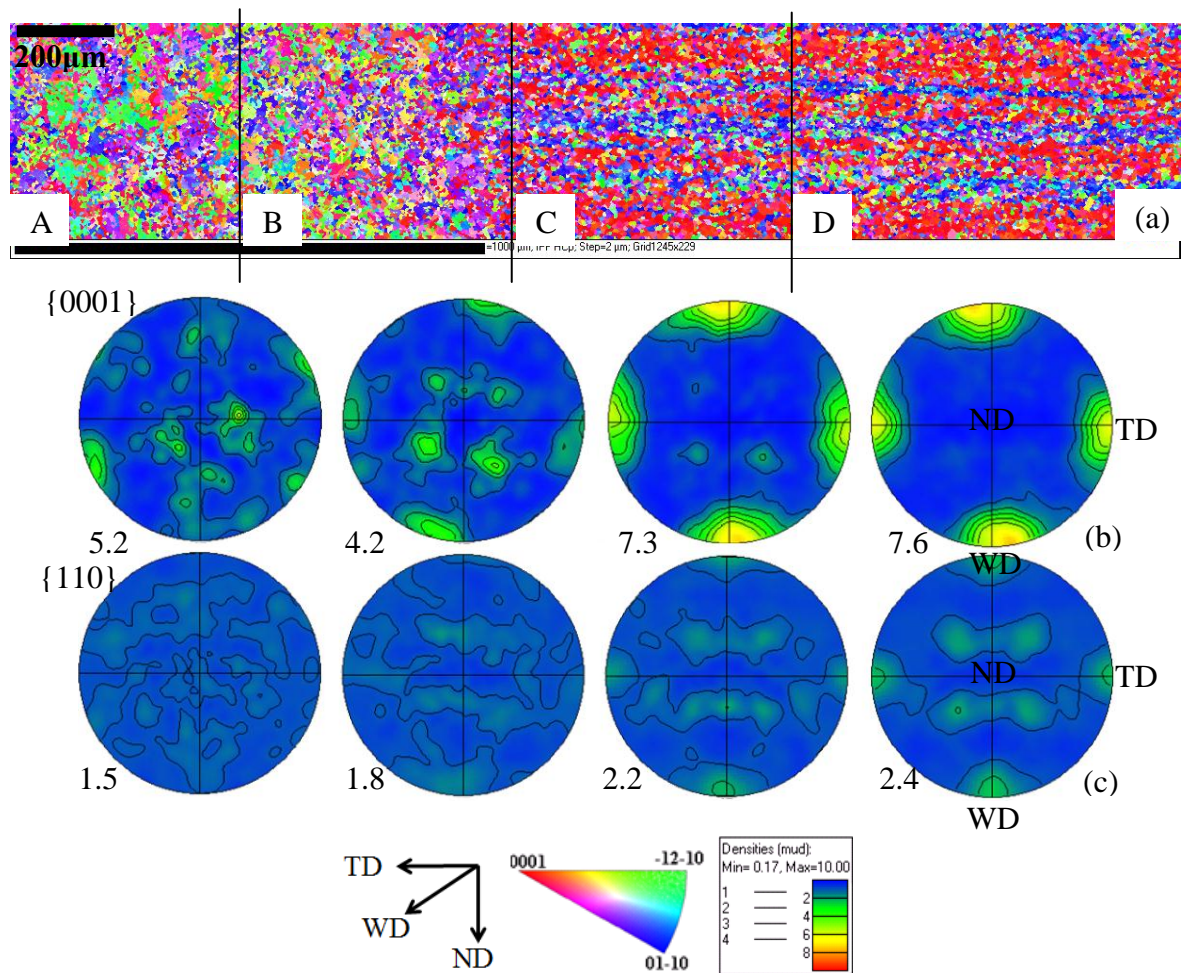 200μm
A B C D (a)
=1000 μm; IPF HCp; Step=2 μm; Grid1245x229
{0001}
ND TD
5.2 4.2 7.3 7.6 (b)
WD
{110}
ND TD
1.5 1.8 2.2 2.4 (c)
WD
TD
WD
ND
0001 -12-10
01-10
Densities (mud):
Min= 0.17, Max=10.00
1
2
3
4
2
4
6
8